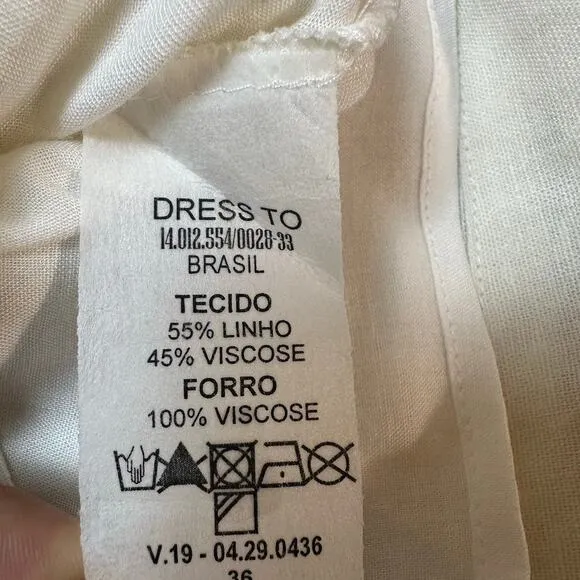 DRESS TO
14.012.554/0028-33
BRASIL
TECIDO
55% LINHO
45% VISCOSE
FORRO
100% VISCOSE
V.19 - 04.29.0436
36